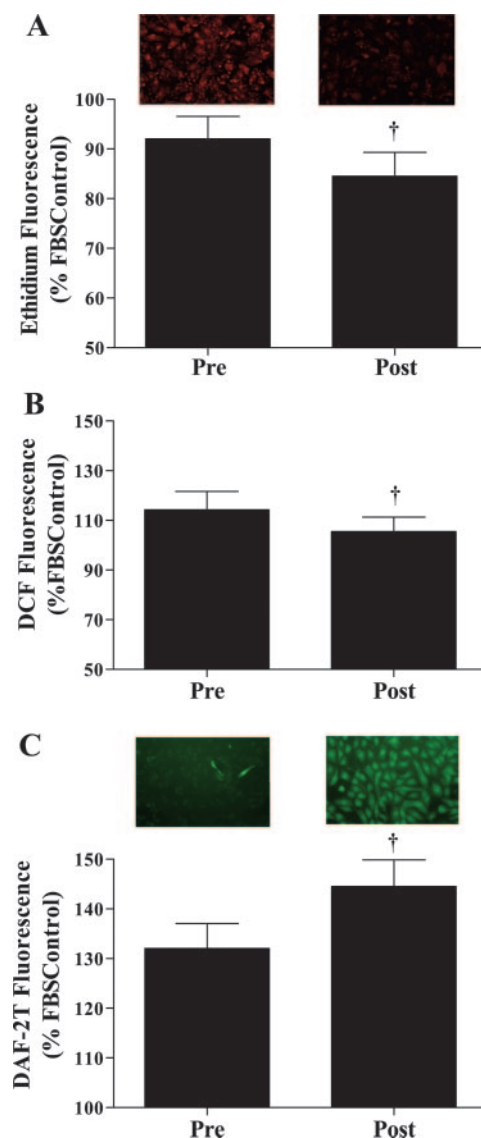 A
Ethidium Fluorescence
(% FBSControl)
100
90
80
70
60
50
†
Pre
Post
B
DCF Fluorescence
(%FBSControl)
150
130
110
90
70
50
†
Pre
Post
C
DAF-2T Fluorescence
(% FBSControl)
150
140
130
120
110
100
†
Pre
Post